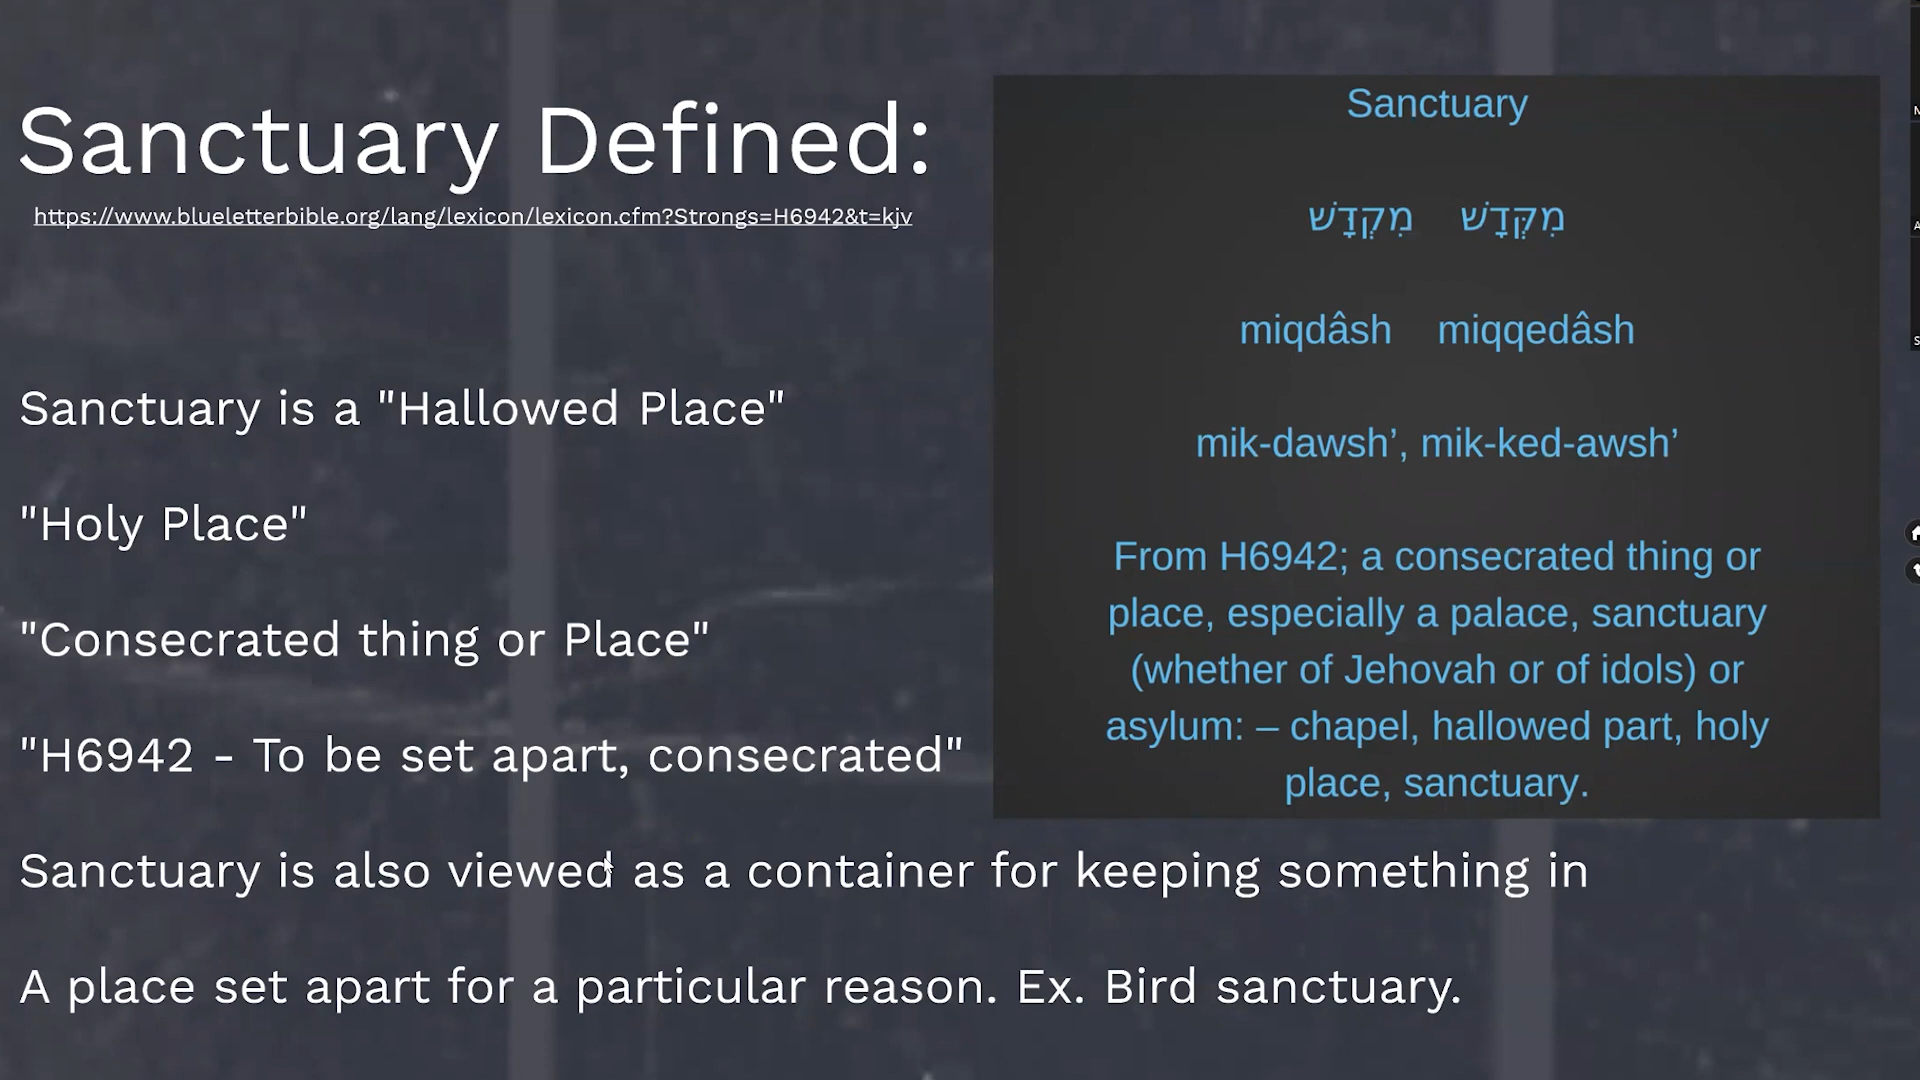 Sanctuary Defined:
https://www.blueletterbible.org/lang/lexicon/lexicon.cfm?Strongs=H6942&t=kjv
Sanctuary is a "Hallowed Place"
"Holy Place"
"Consecrated thing or Place"
"H6942 - To be set apart, consecrated"
Sanctuary is also viewed as a container for keeping something in
A place set apart for a particular reason. Ex. Bird sanctuary.
Sanctuary
מִקְּדָשׁ    מִקְדָּשׁ
miqdâsh    miqqedâsh
mik-dawsh’, mik-ked-awsh’
From H6942; a consecrated thing or
place, especially a palace, sanctuary
(whether of Jehovah or of idols) or
asylum: – chapel, hallowed part, holy
place, sanctuary.